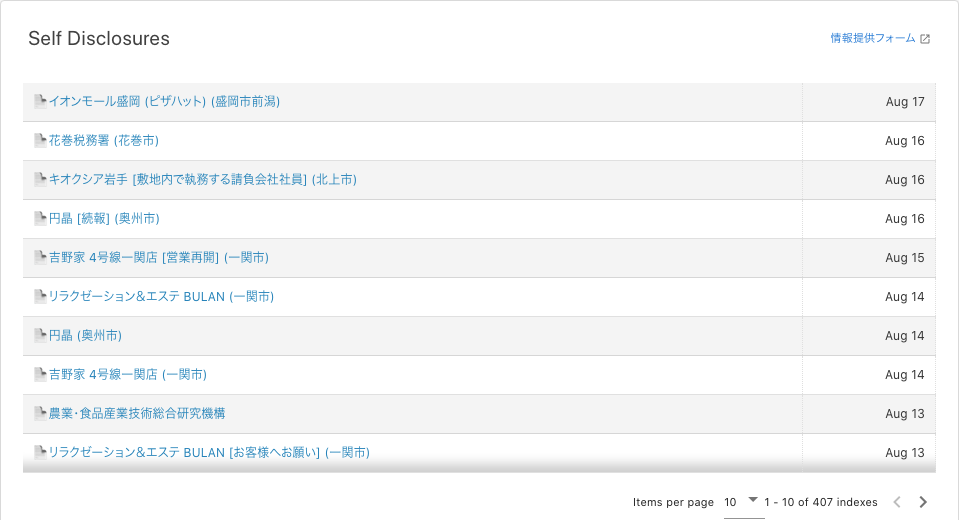 Self Disclosures
情報提供フォーム
イオンモール盛岡 (ピザハット) (盛岡市前潟) Aug 17
花巻税務署 (花巻市) Aug 16
キオクシア岩手 [敷地内で執務する請負会社社員] (北上市) Aug 16
円晶 [続報] (奥州市) Aug 16
吉野家 4号線一関店 [営業再開] (一関市) Aug 15
リラクゼーション&エステ BULAN (一関市) Aug 14
円晶 (奥州市) Aug 14
吉野家 4号線一関店 (一関市) Aug 14
農業・食品産業技術総合研究機構 Aug 13
リラクゼーション&エステ BULAN [お客様へお願い] (一関市) Aug 13
Items per page 10 1 - 10 of 407 indexes